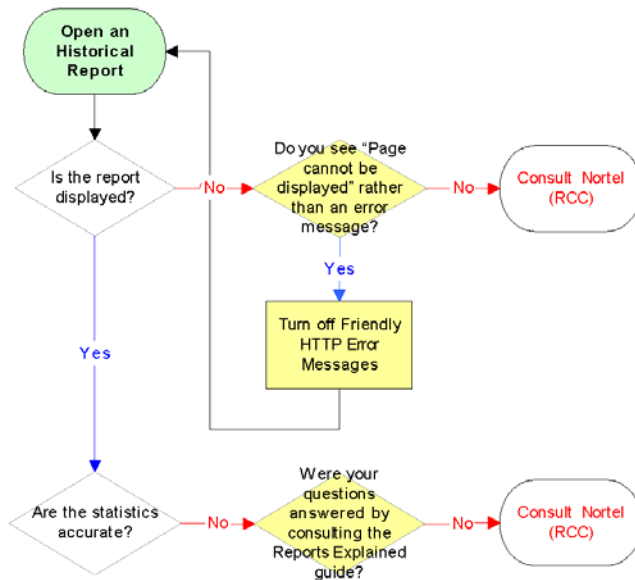 Open an
Historical
Report
Is the report
displayed?
No
Do you see "Page
cannot be
displayed" rather
than an error
message?
No
Consult Nortel
(RCC)
Yes
Turn off Friendly
HTTP Error
Messages
Yes
Are the statistics
accurate?
No
Were your
questions
answered by
consulting the
Reports Explained
guide?
No
Consult Nortel
(RCC)